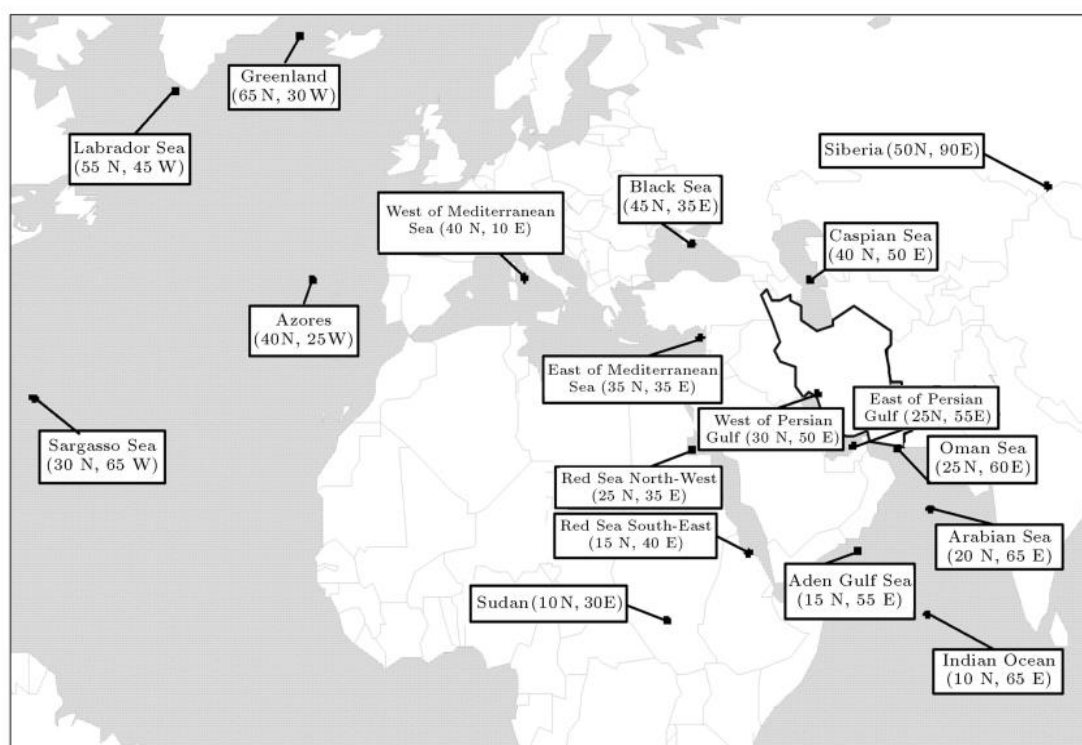 Greenland
(65 N, 30 W)
Labrador Sea
(55 N, 45 W)
Siberia (50N, 90E)
Black Sea
(45N, 35E)
West of Mediterranean
Sea (40 N, 10 E)
Caspian Sea
(40 N, 50 E)
Azores
(40N, 25W)
East of Mediterranean
Sea (35 N, 35 E)
East of Persian
Gulf (25N, 55E)
West of Persian
Gulf (30 N, 50 E)
Sargasso Sea
(30 N, 65 W)
Oman Sea
(25N, 60E)
Red Sea North-West
(25 N, 35 E)
Red Sea South-East
(15 N, 40 E)
Arabian Sea
(20 N, 65 E)
Aden Gulf Sea
(15 N, 55 E)
Sudan (10N, 30E)
Indian Ocean
(10 N, 65 E)